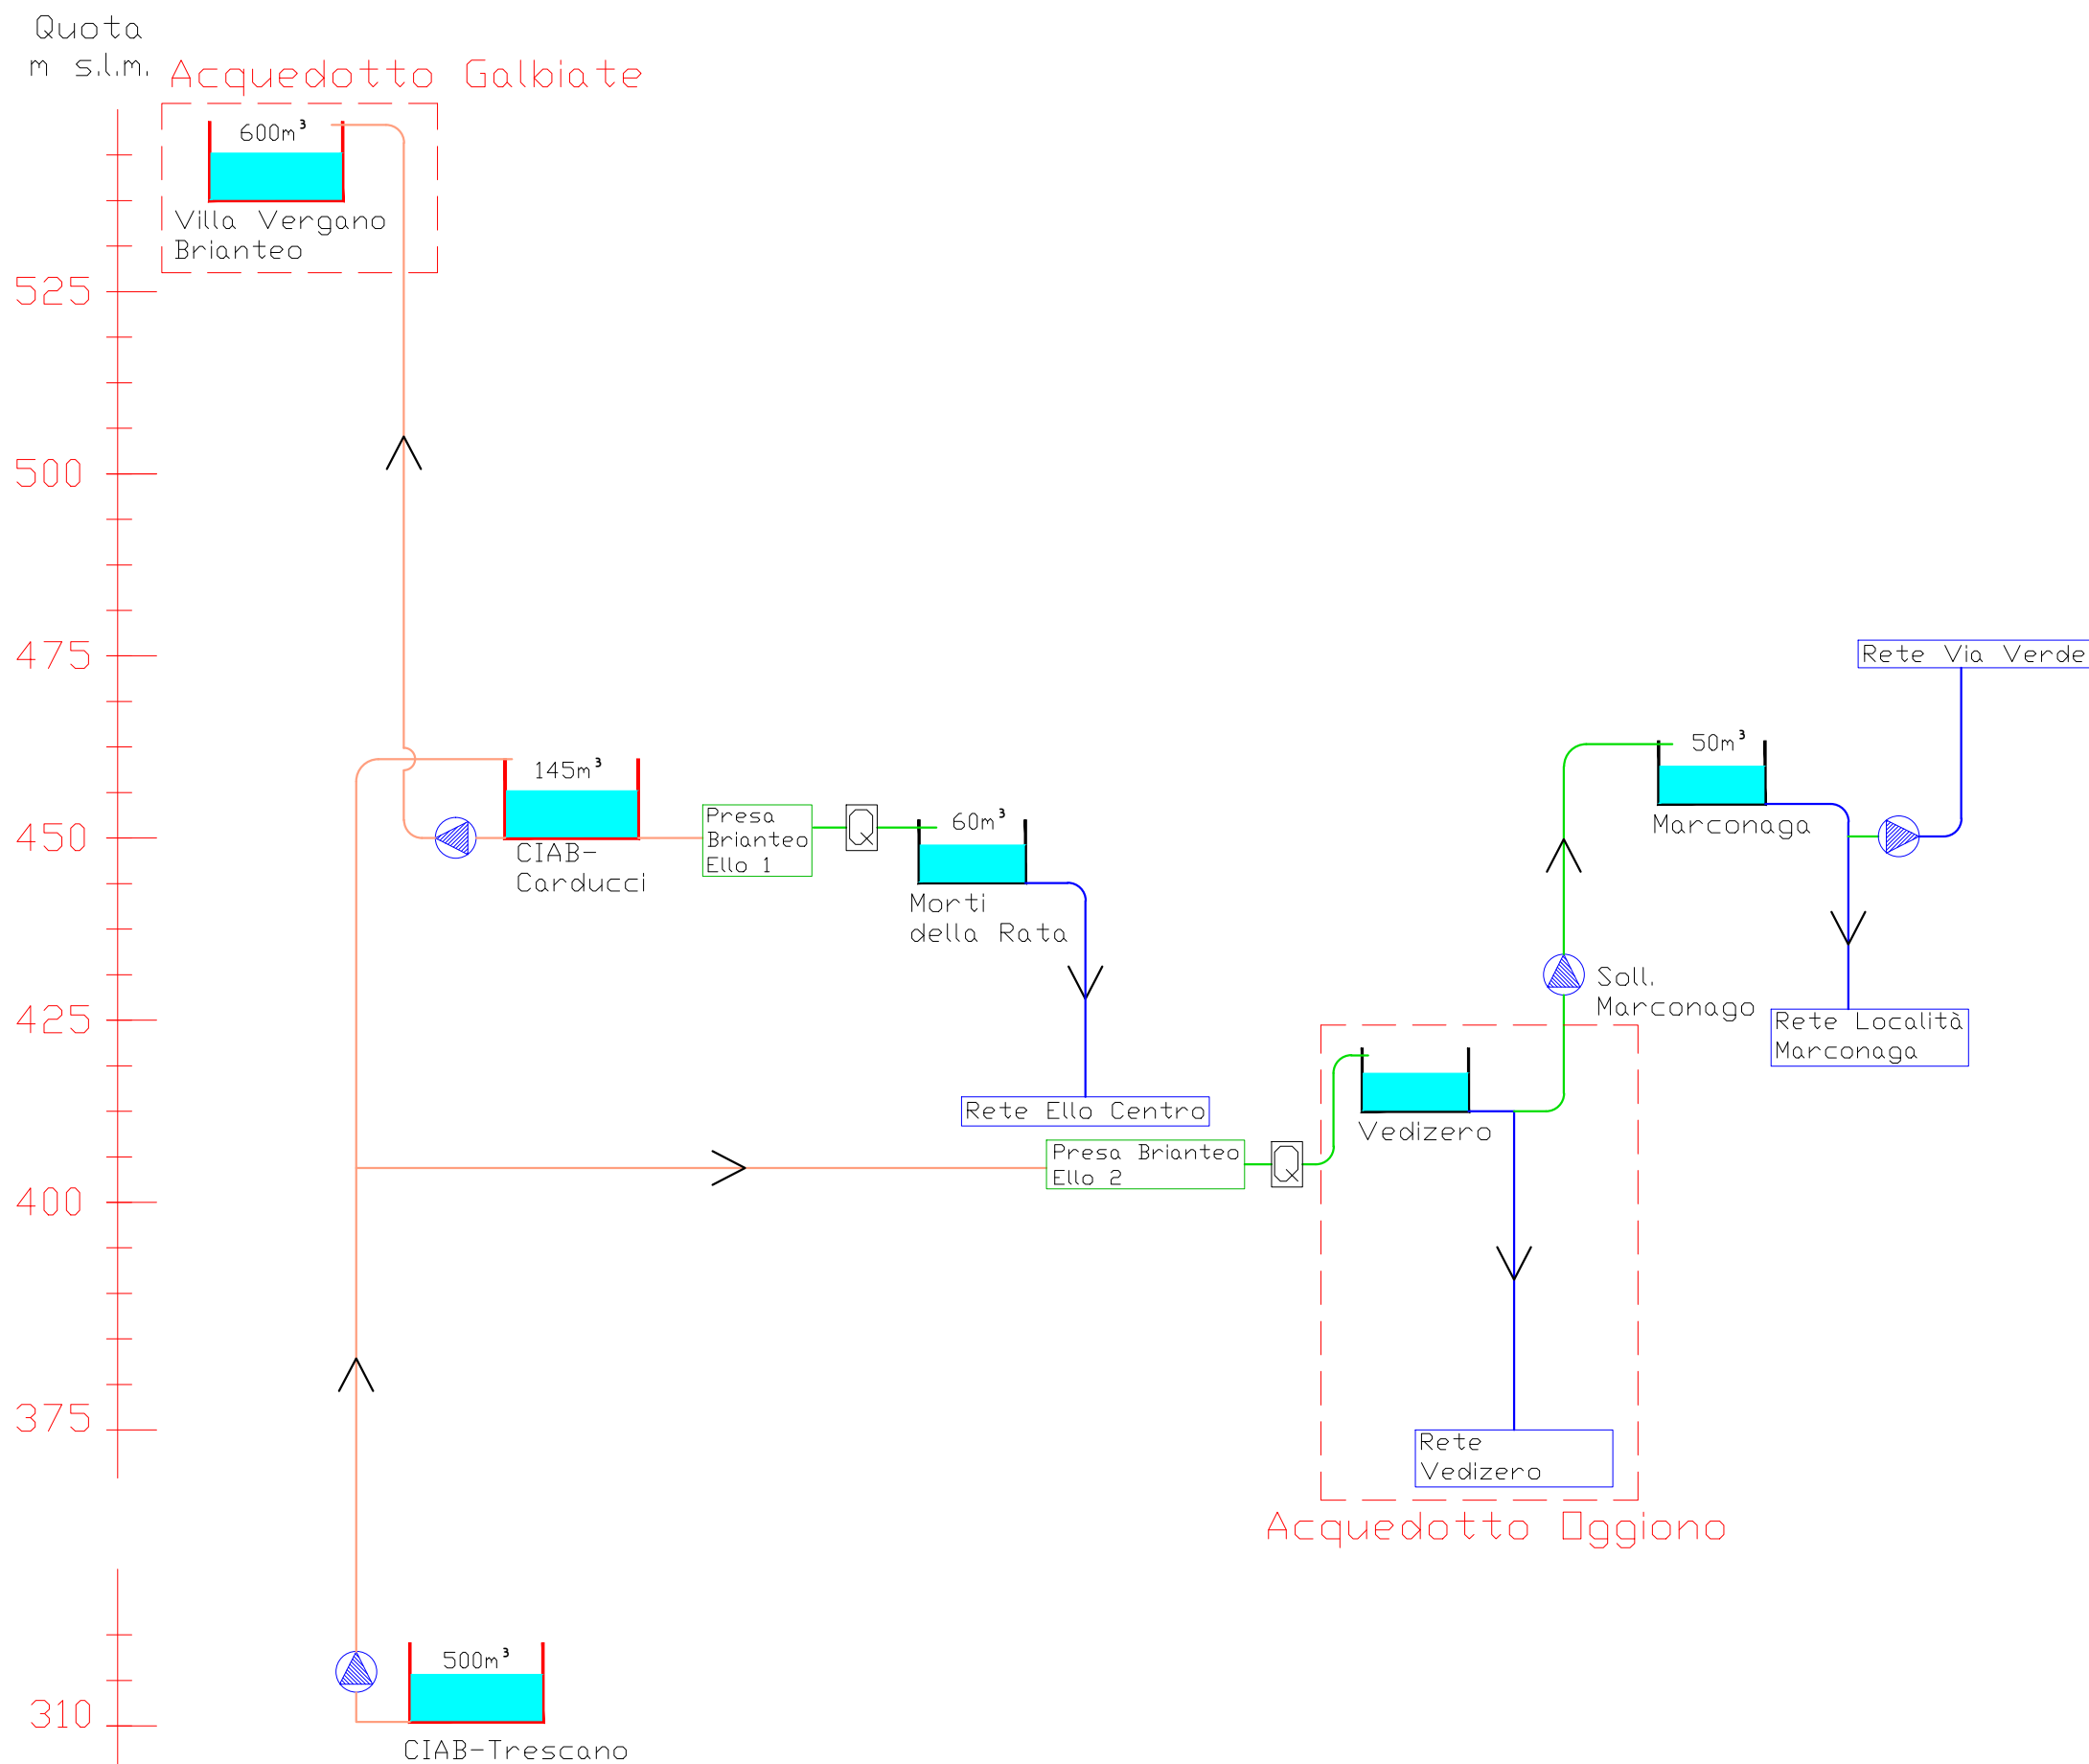 Quota
m s.l.m.
Acquedotto Galbiate
600m³
Villa Vergano
Brianteo
525
500
475
Rete Via Verde
50m³
Marconaga
145m³
CIAB-
Carducci
Presa
Brianteo
Ello 1
Q
60m³
Morti
della Rata
450
Soll.
Marconago
425
Rete Località
Marconaga
Rete Ello Centro
Vedizero
Presa Brianteo
Ello 2
Q
400
375
Rete
Vedizero
Acquedotto Oggiono
500m³
310
CIAB-Trescano